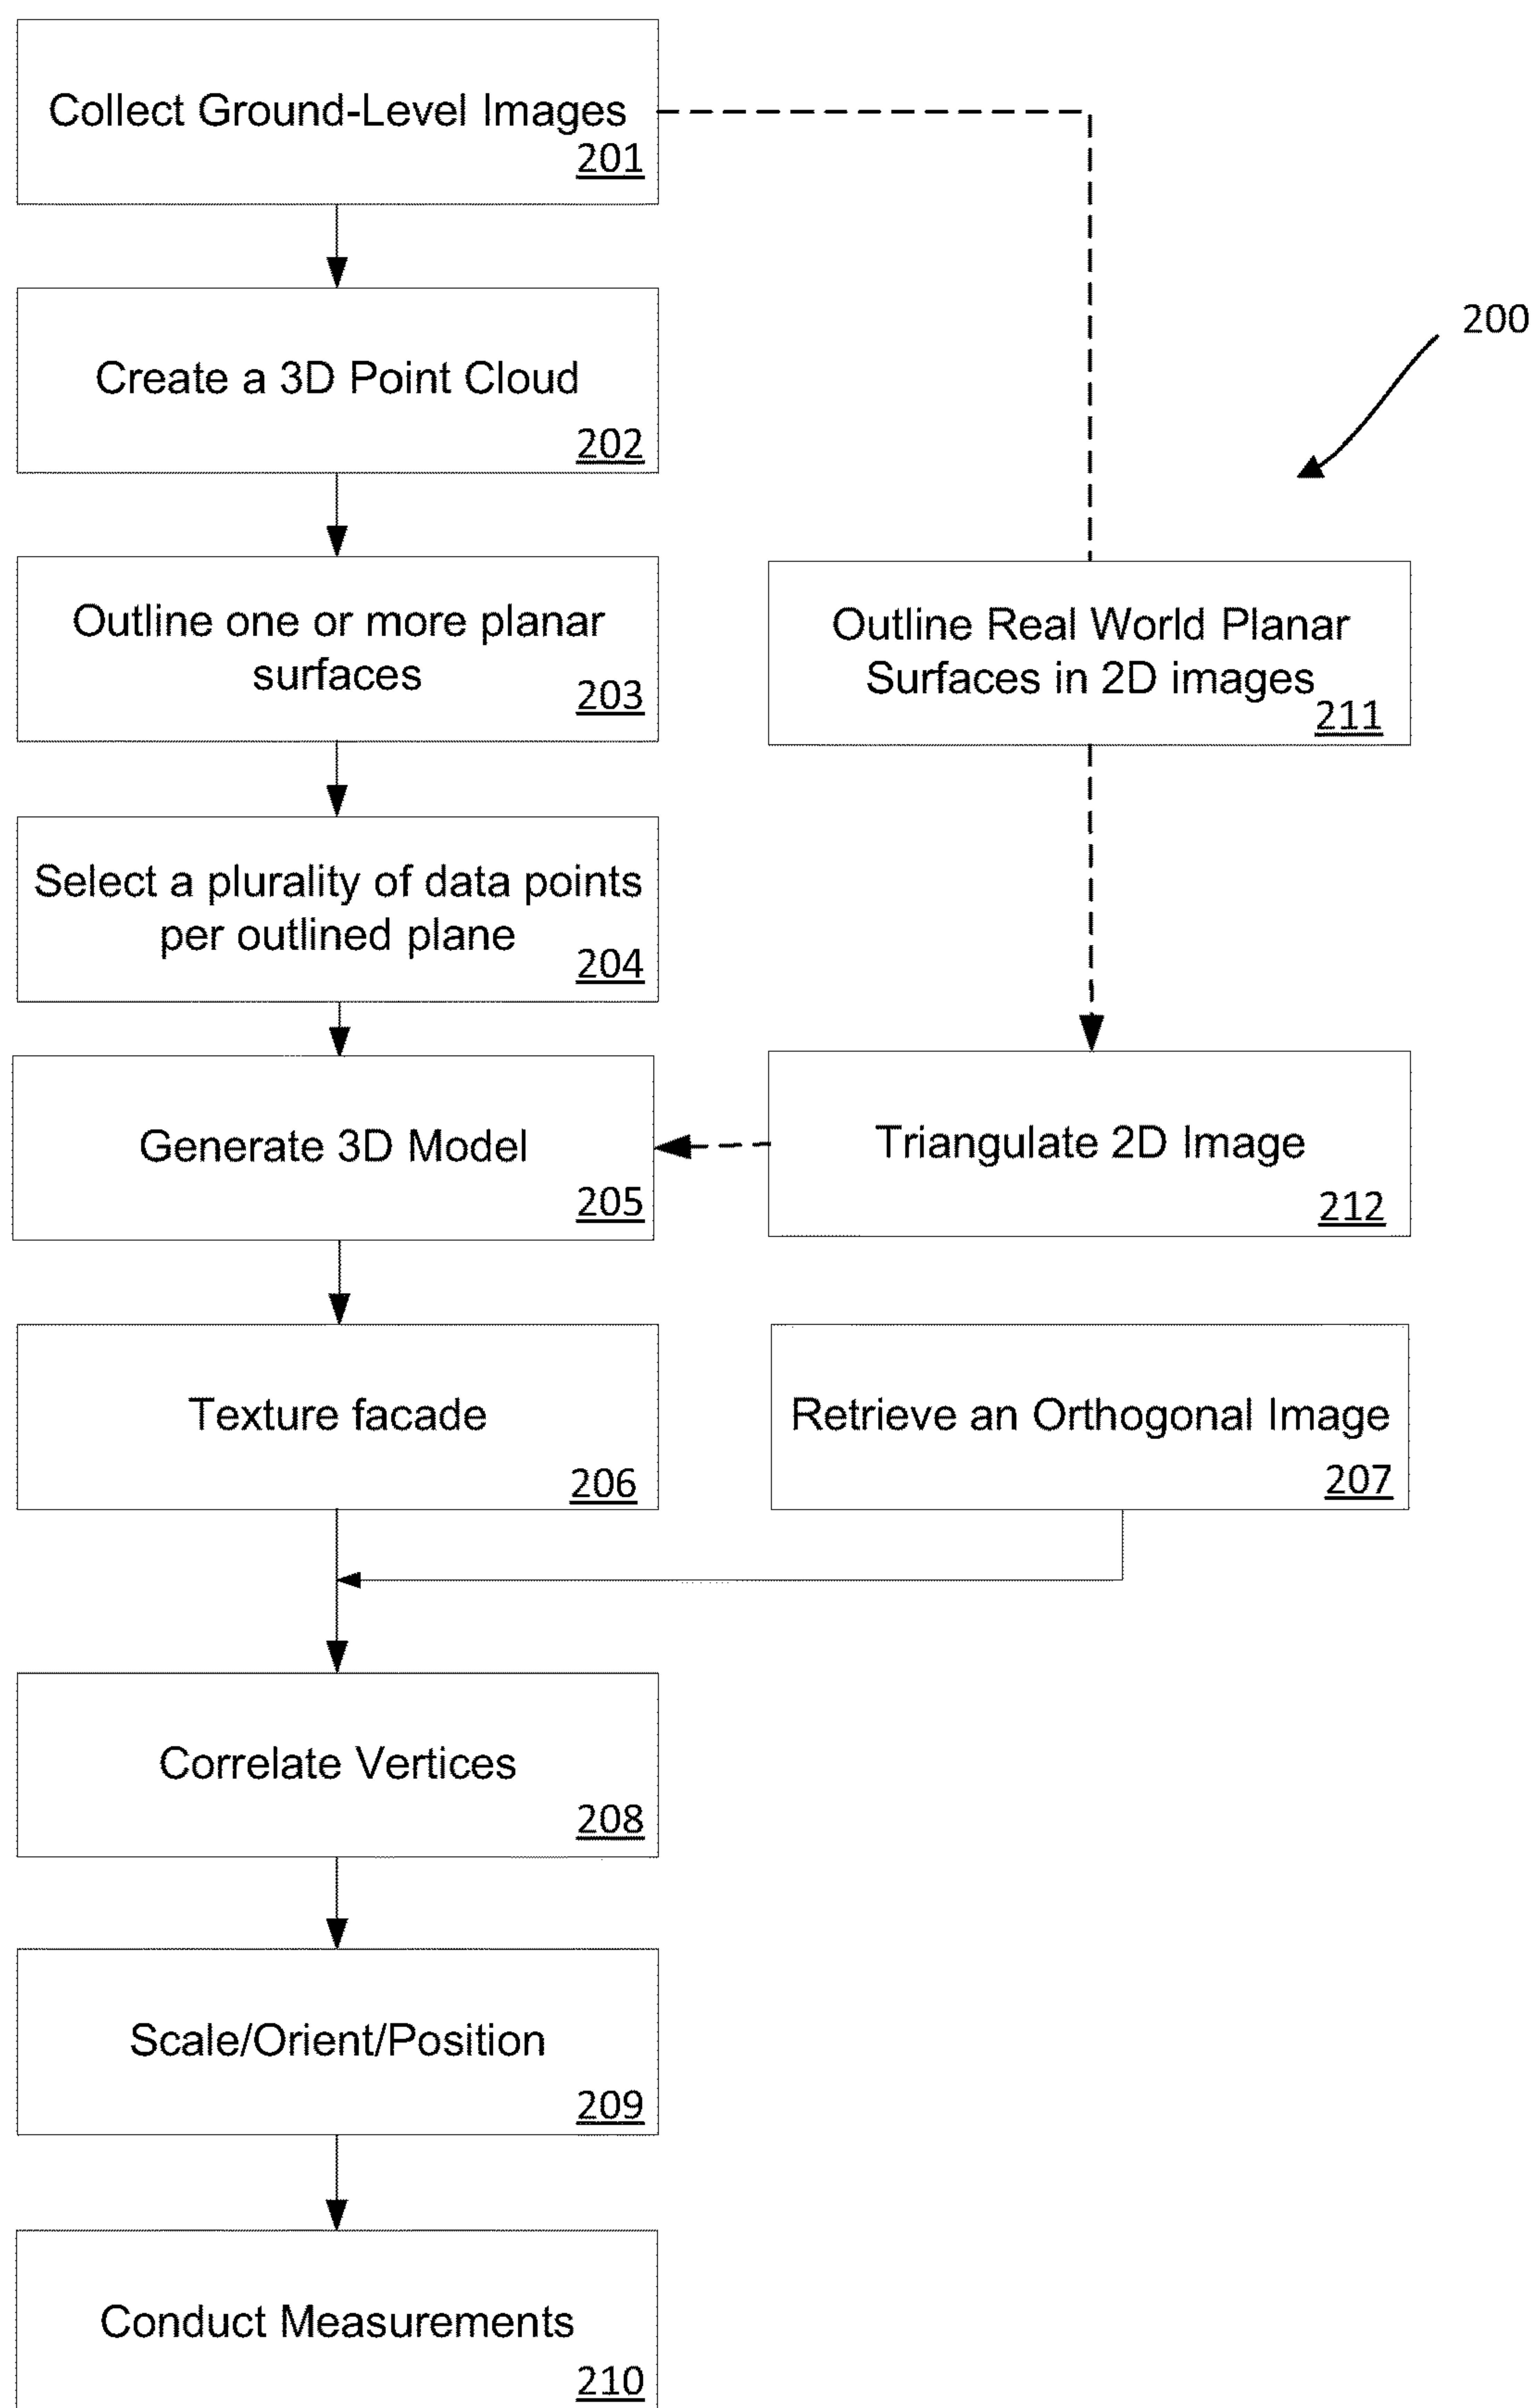 Collect Ground-Level Images
201
Create a 3D Point Cloud
202
200
Outline one or more planar
surfaces
203
Outline Real World Planar
Surfaces in 2D images
211
Select a plurality of data points
per outlined plane
204
Generate 3D Model
205
Triangulate 2D Image
212
Texture facade
206
Retrieve an Orthogonal Image
207
Correlate Vertices
208
Scale/Orient/Position
209
Conduct Measurements
210